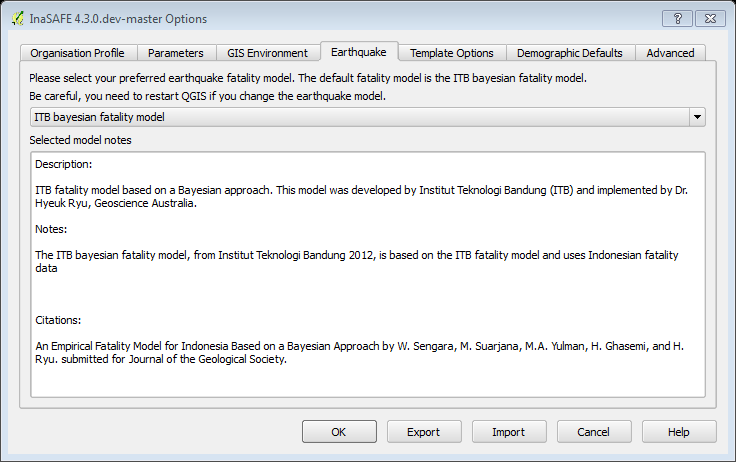 InaSAFE 4.3.0.dev-master Options
Organisation Profile
Parameters
GIS Environment
Earthquake
Template Options
Demographic Defaults
Advanced
Please select your preferred earthquake fatality model. The default fatality model is the ITB bayesian fatality model.
Be careful, you need to restart QGIS if you change the earthquake model.
ITB bayesian fatality model
Selected model notes
Description:
ITB fatality model based on a Bayesian approach. This model was developed by Institut Teknologi Bandung (ITB) and implemented by Dr.
Hyeuk Ryu, Geoscience Australia.
Notes:
The ITB bayesian fatality model, from Institut Teknologi Bandung 2012, is based on the ITB fatality model and uses Indonesian fatality
data
Citations:
An Empirical Fatality Model for Indonesia Based on a Bayesian Approach by W. Sengara, M. Suarjana, M.A. Yulman, H. Ghasemi, and H.
Ryu. submitted for Journal of the Geological Society.
OK
Export
Import
Cancel
Help